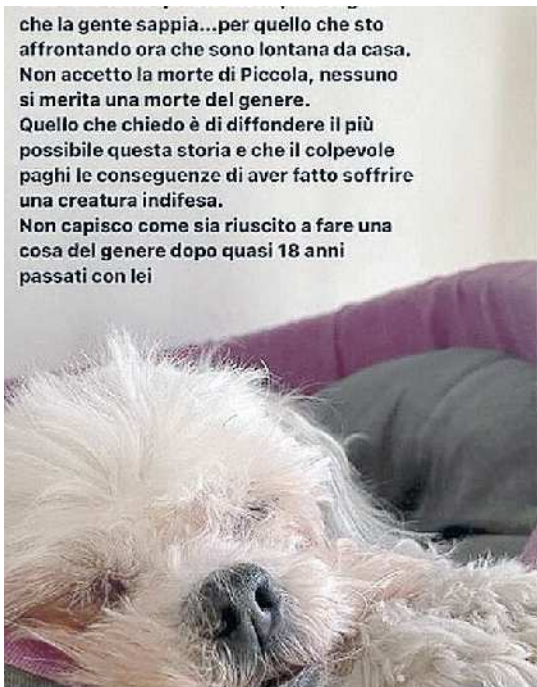 che la gente sappia...per quello che sto
affrontando ora che sono lontana da casa.
Non accetto la morte di Piccola, nessuno
si merita una morte del genere.
Quello che chiedo è di diffondere il più
possibile questa storia e che il colpevole
paghi le conseguenze di aver fatto soffrire
una creatura indifesa.
Non capisco come sia riuscito a fare una
cosa del genere dopo quasi 18 anni
passati con lei